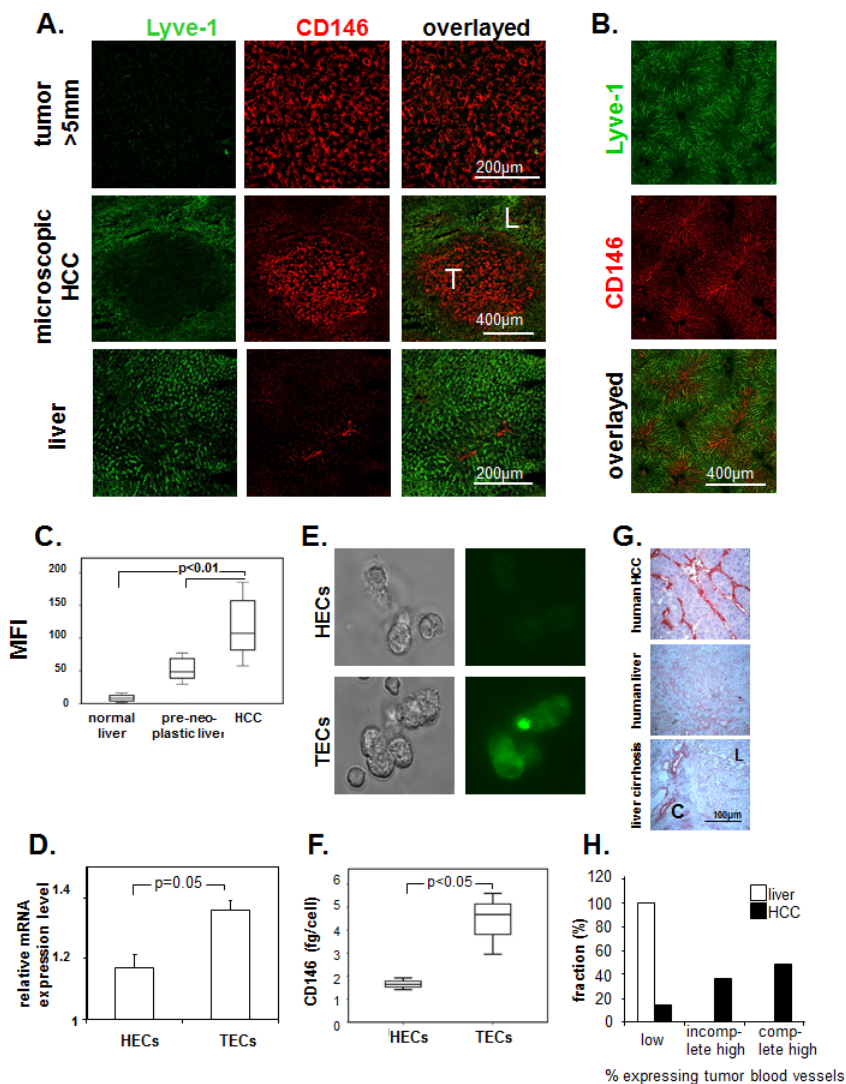 A.
Lyve-1 CD146 overlayed
tumor
>5mm
200µm
microscopic
HCC
L
T
400µm
liver
200µm
B.
Lyve-1
CD146
overlayed
400µm
C.
MFI
200
150
100
50
0
p<0.01
normal
liver
pre-neo-
plastic liver
HCC
E.
HECs
TECs
G.
human HCC
human liver
liver cirrhosis
L
C
100µm
D.
relative mRNA
expression level
1.4
1.2
1
p=0.05
HECs TECs
F.
CD146 (fg/cell)
6
5
4
3
2
1
0
p<0.05
HECs TECs
H.
fraction (%)
120
100
80
60
40
20
0
liver
HCC
low
incomp-
lete high
comp-
lete high
% expressing tumor blood vessels